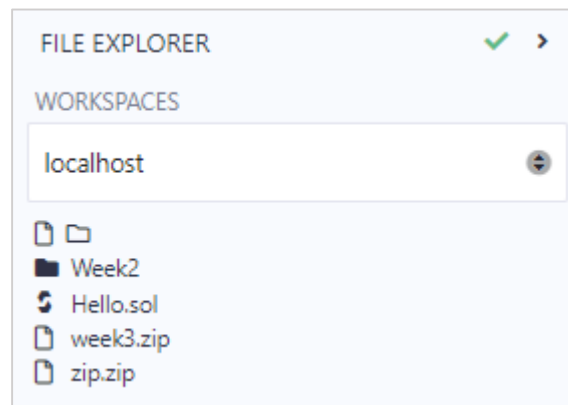 FILE EXPLORER
WORKSPACES
localhost
Week2
Hello.sol
week3.zip
zip.zip